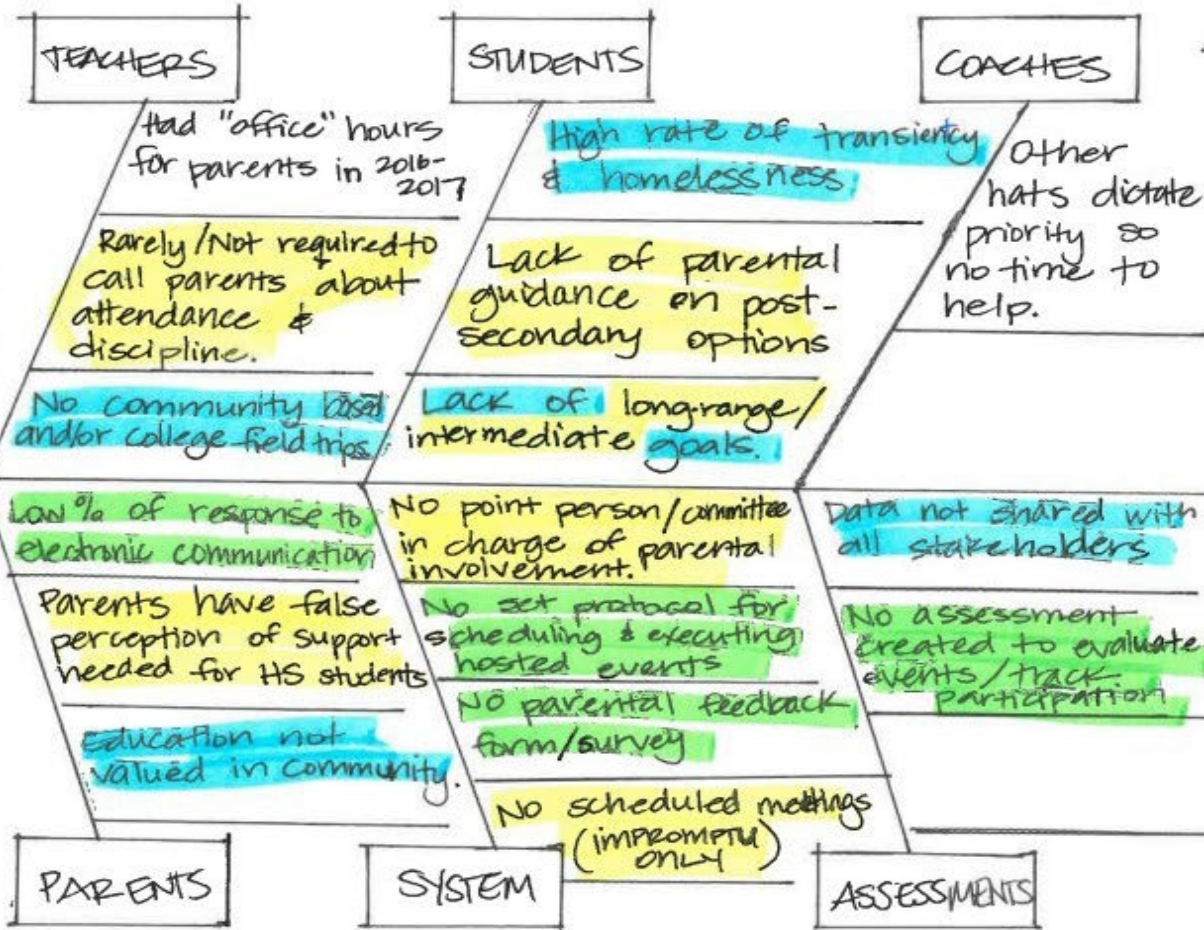 TEACHERS
Had "office" hours
for parents in 2016-
2017
Rarely/Not required to
call parents about
attendance &
discipline.
No community based
and/or college field trips
STUDENTS
High rate of transiency
& homelessness
Lack of parental
guidance on post-
secondary options
Lack of long-range/
intermediate goals.
COACHES
Other
hats dictate
priority so
no time to
help.
Low % of response to
electronic communication
Parents have false
perception of support
needed for HS students
Education not
valued in community.
PARENTS
No point person/committee
in charge of parental
involvement.
No set protocol for
scheduling & executing
hosted events
No parental feedback
form/survey
No scheduled meetings
(IMPROMPTU
ONLY)
SYSTEM
Data not shared with
all stakeholders
No assessment
created to evaluate
events/track
participation
ASSESSMENTS